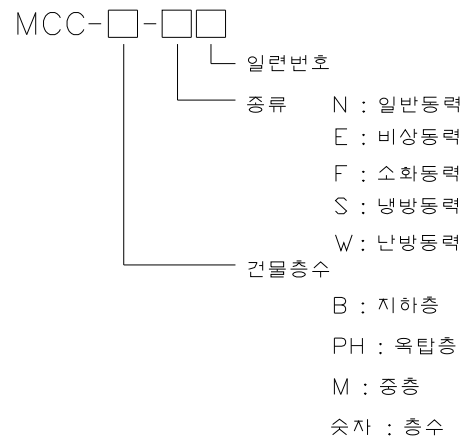 MCC-□-□□
일련번호
종류 N : 일반동력
E : 비상동력
F : 소화동력
S : 냉방동력
W : 난방동력
건물층수
B : 지하층
PH : 옥탑층
M : 중층
숫자 : 층수